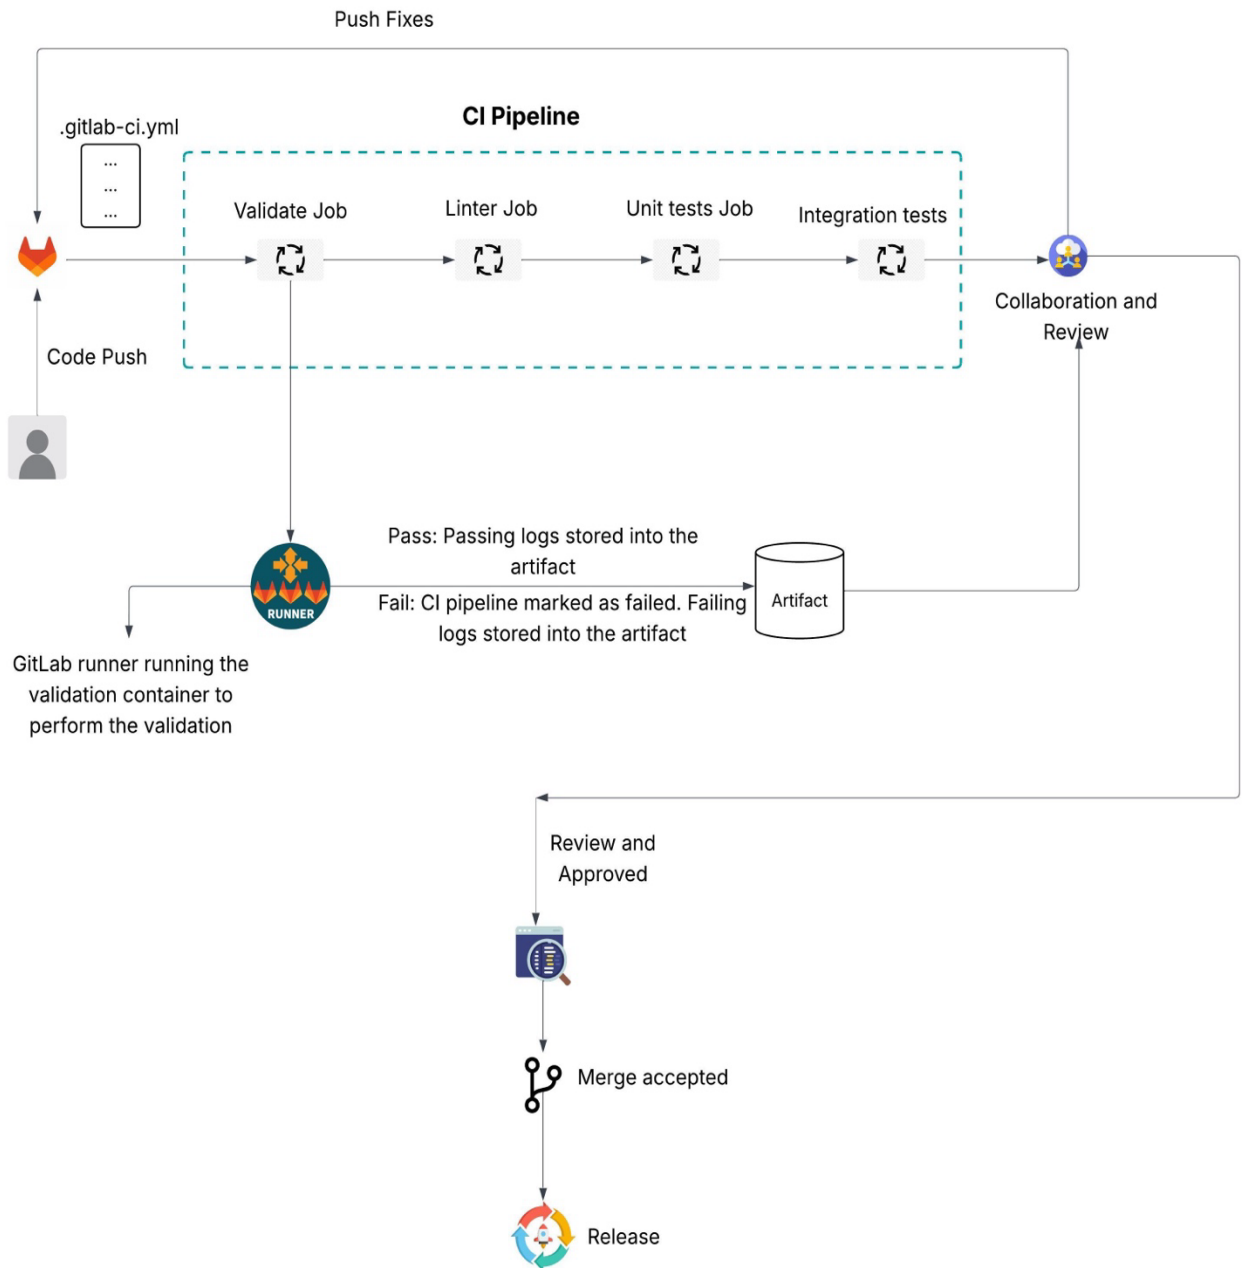 Push Fixes
CI Pipeline
.gitlab-ci.yml
...
...
...
Validate Job
Linter Job
Unit tests Job
Integration tests
Collaboration and
Review
Code Push
Pass: Passing logs stored into the
artifact
Fail: CI pipeline marked as failed. Failing
logs stored into the artifact
RUNNER
Artifact
GitLab runner running the
validation container to
perform the validation
Review and
Approved
Merge accepted
Release